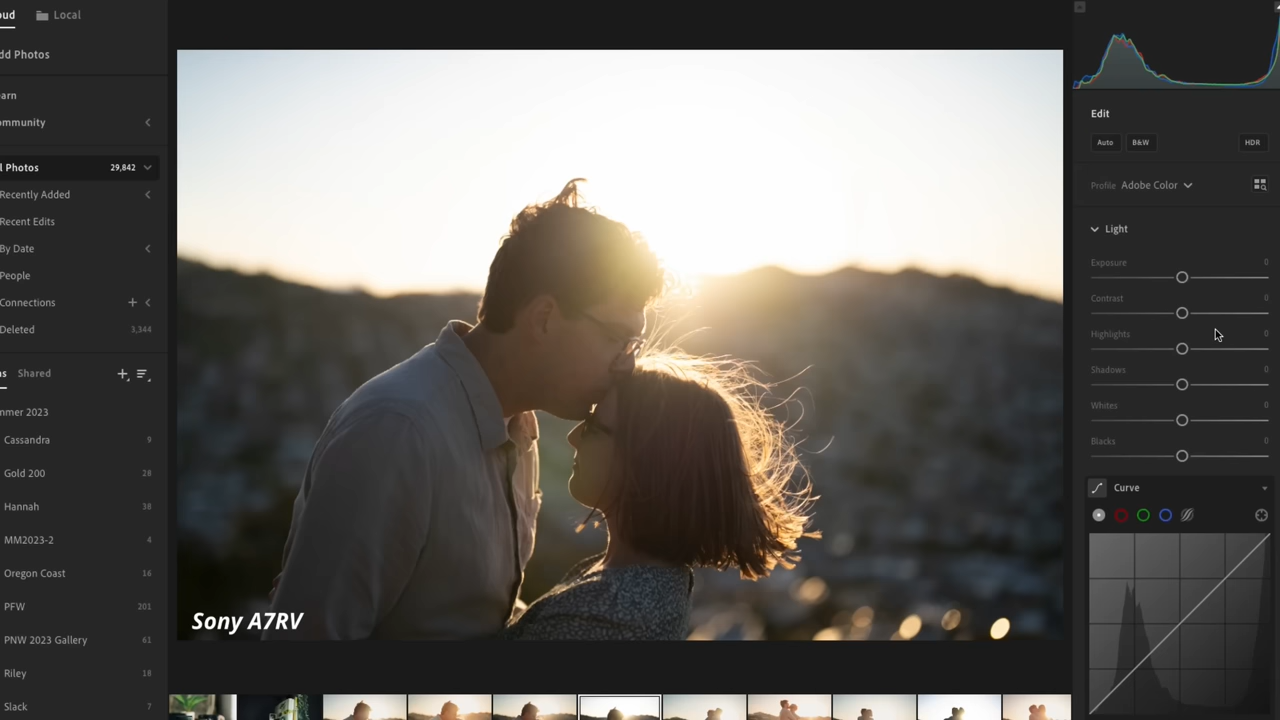 oud Local
dd Photos
earn
ommunity
l Photos 29,842
Recently Added
Recent Edits
By Date
People
Connections
Deleted 3,344
ns Shared
mmer 2023
Cassandra 9
Gold 200 28
Hannah 38
MM2023-2 4
Oregon Coast 16
PFW 201
PNW 2023 Gallery 61
Riley 18
Slack 7
Sony A7RV
Edit
Auto B&W HDR
Profile Adobe Color
Light
Exposure 0
Contrast 0
Highlights 0
Shadows 0
Whites 0
Blacks 0
Curve